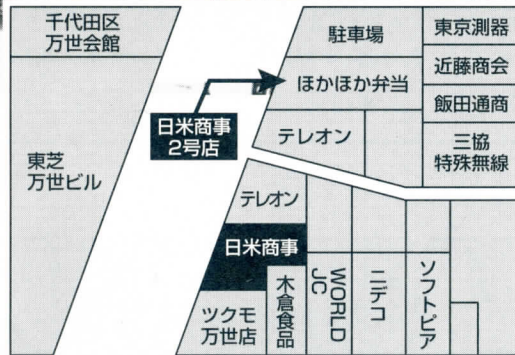 千代田区
万世会館
駐車場
東京測器
近藤商会
ほかほか弁当
飯田通商
日米商事
2号店
テレオン
三協
特殊無線
東芝
万世ビル
テレオン
日米商事
ツクモ
万世店
木倉食品
WORLD
JC
ニデコ
ソフトピア